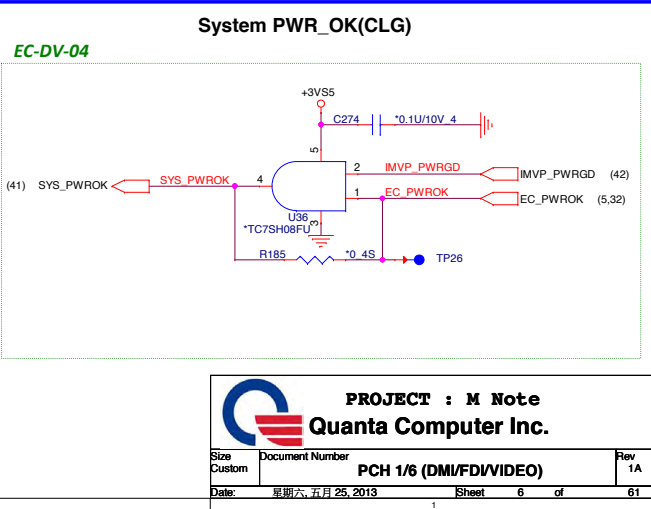 System PWR_OK(CLG)
EC-DV-04
+3VS5
C274 *0.1U/10V_4
5
(41) SYS_PWROK SYS_PWROK 4 2 IMVP_PWRGD IMVP_PWRGD (42)
1 EC_PWROK EC_PWROK (5,32)
U36
*TC7SH08FU
3
R185 *0_4S TP26
PROJECT : M Note
Quanta Computer Inc.
Size Document Number Rev
Custom PCH 1/6 (DMI/FDI/VIDEO) 1A
Date: 星期六, 五月 25, 2013 Sheet 6 of 61
1